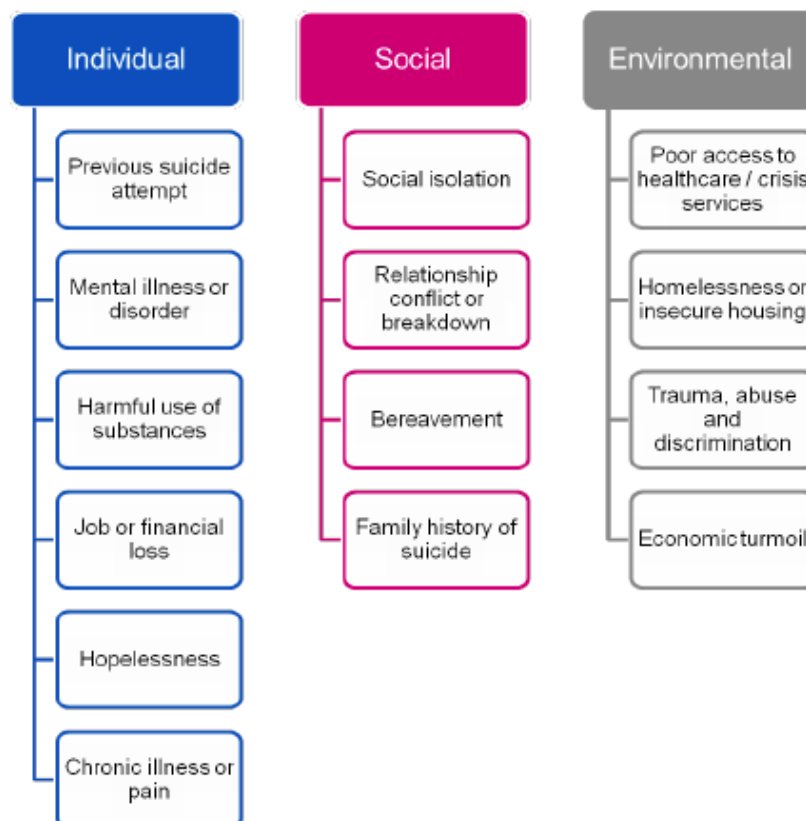 Individual
Previous suicide
attempt
Mental illness or
disorder
Harmful use of
substances
Job or financial
loss
Hopelessness
Chronic illness or
pain
Social
Social isolation
Relationship
conflict or
breakdown
Bereavement
Family history of
suicide
Environmental
Poor access to
healthcare / crisis
services
Homelessness or
insecure housing
Trauma, abuse
and
discrimination
Economic turmoil